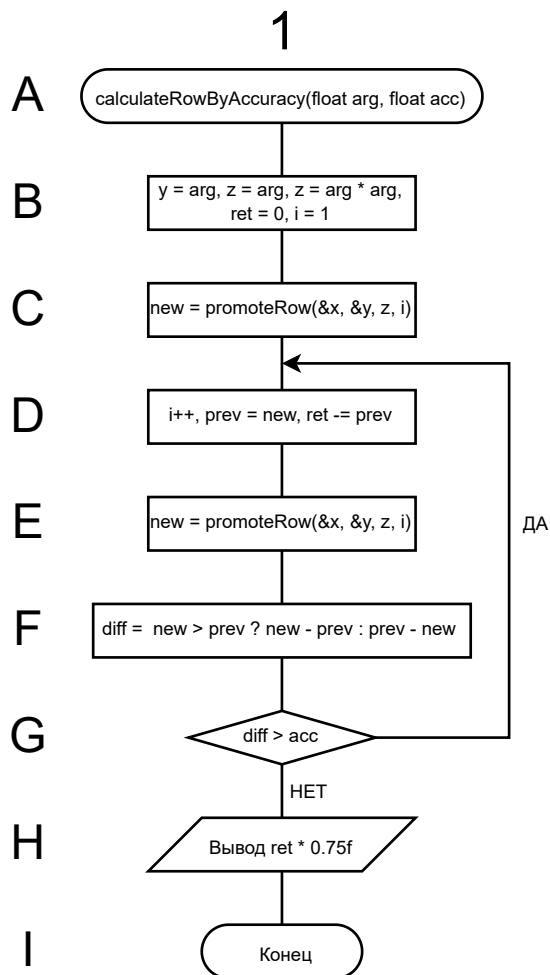 1
A
calculateRowByAccuracy(float arg, float acc)
B
y = arg, z = arg, z = arg * arg,
ret = 0, i = 1
C
new = promoteRow(&x, &y, z, i)
D
i++, prev = new, ret -= prev
E
new = promoteRow(&x, &y, z, i)
ДА
F
diff =  new > prev ? new - prev : prev - new
G
diff > acc
НЕТ
H
Вывод ret * 0.75f
I
Конец